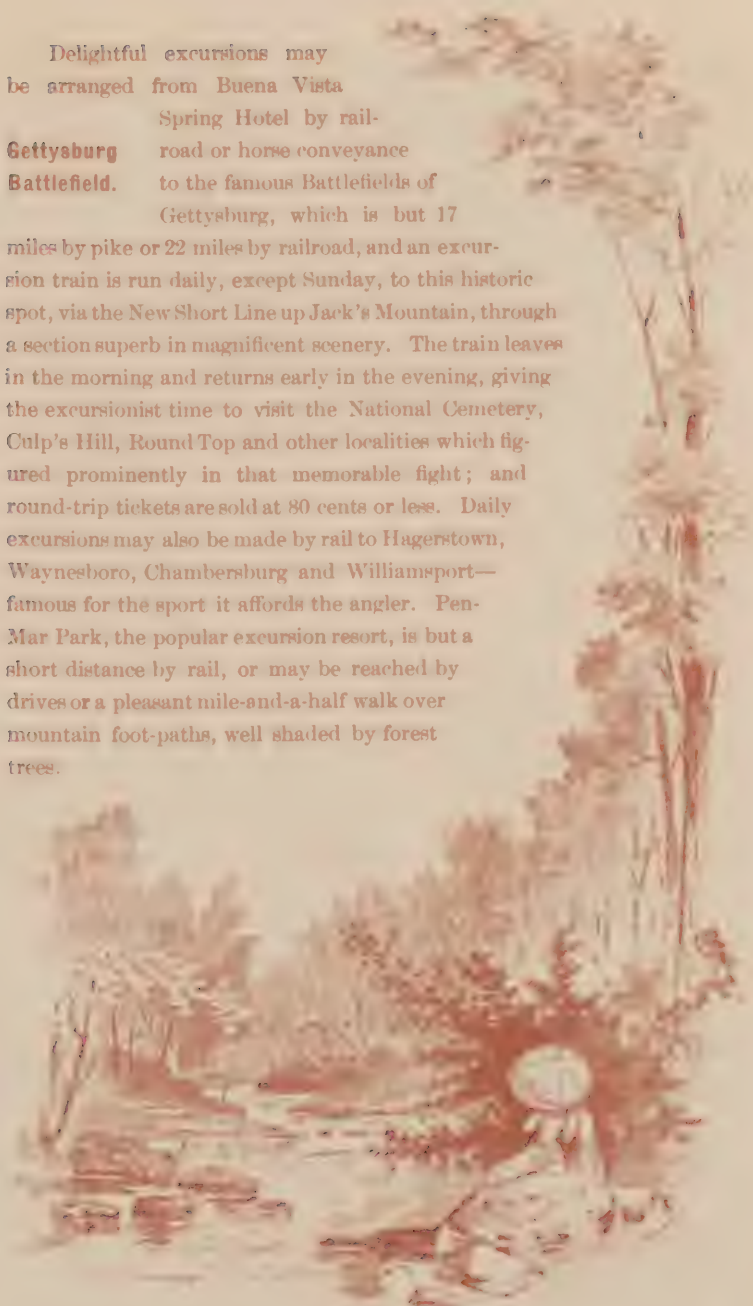 Delightful excursions may
be arranged from Buena Vista
Spring Hotel by rail-
Gettysburg road or horse conveyance
Battlefield. to the famous Battlefields of
Gettysburg, which is but 17
miles by pike or 22 miles by railroad, and an excur-
sion train is run daily, except Sunday, to this historic
spot, via the New Short Line up Jack's Mountain, through
a section superb in magnificent scenery. The train leaves
in the morning and returns early in the evening, giving
the excursionist time to visit the National Cemetery,
Culp's Hill, Round Top and other localities which fig-
ured prominently in that memorable fight; and
round-trip tickets are sold at 80 cents or less. Daily
excursions may also be made by rail to Hagerstown,
Waynesboro, Chambersburg and Williamsport—
famous for the sport it affords the angler. Pen-
Mar Park, the popular excursion resort, is but a
short distance by rail, or may be reached by
drives or a pleasant mile-and-a-half walk over
mountain foot-paths, well shaded by forest
trees.